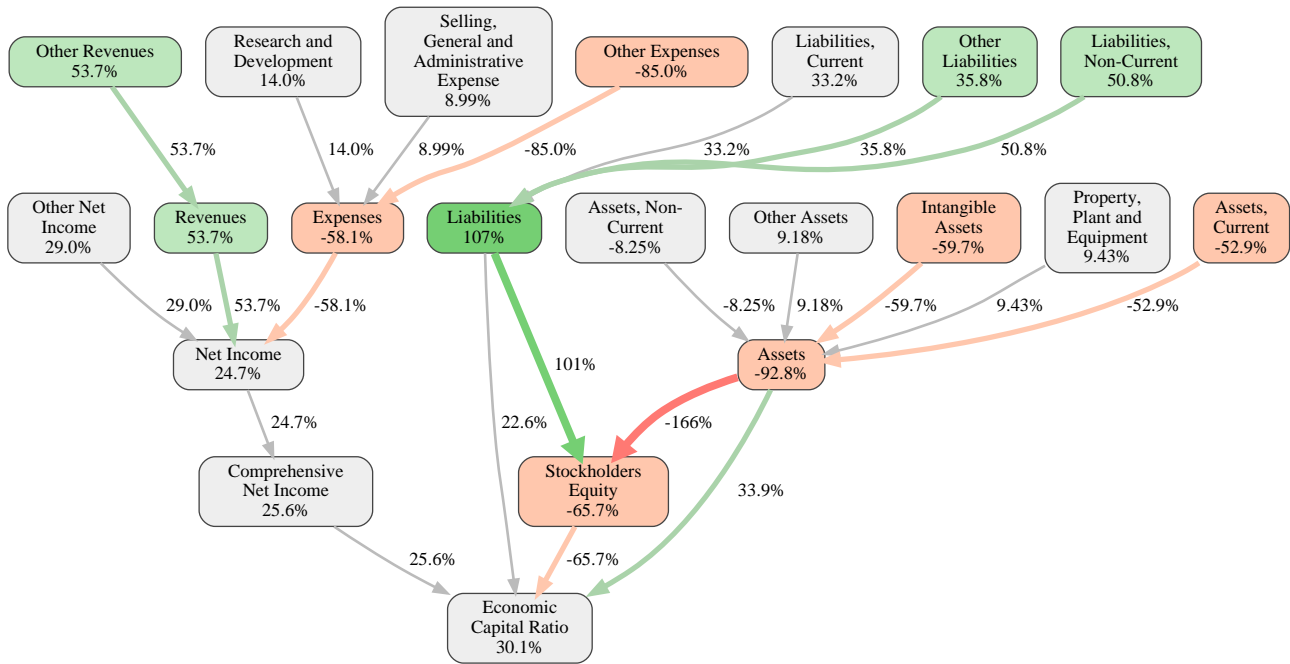 Other Revenues
53.7%
Research and
Development
14.0%
Selling,
General and
Administrative
Expense
8.99%
Other Expenses
-85.0%
Liabilities,
Current
33.2%
Other
Liabilities
35.8%
Liabilities,
Non-Current
50.8%
53.7%
14.0%
8.99%
-85.0%
33.2%
35.8%
50.8%
Other Net
Income
29.0%
Revenues
53.7%
Expenses
-58.1%
Liabilities
107%
Assets, Non-
Current
-8.25%
Other Assets
9.18%
Intangible
Assets
-59.7%
Property,
Plant and
Equipment
9.43%
Assets,
Current
-52.9%
29.0%
53.7%
-58.1%
-8.25%
9.18%
-59.7%
9.43%
-52.9%
Net Income
24.7%
101%
Assets
-92.8%
24.7%
22.6%
-166%
Comprehensive
Net Income
25.6%
Stockholders
Equity
-65.7%
33.9%
25.6%
-65.7%
Economic
Capital Ratio
30.1%